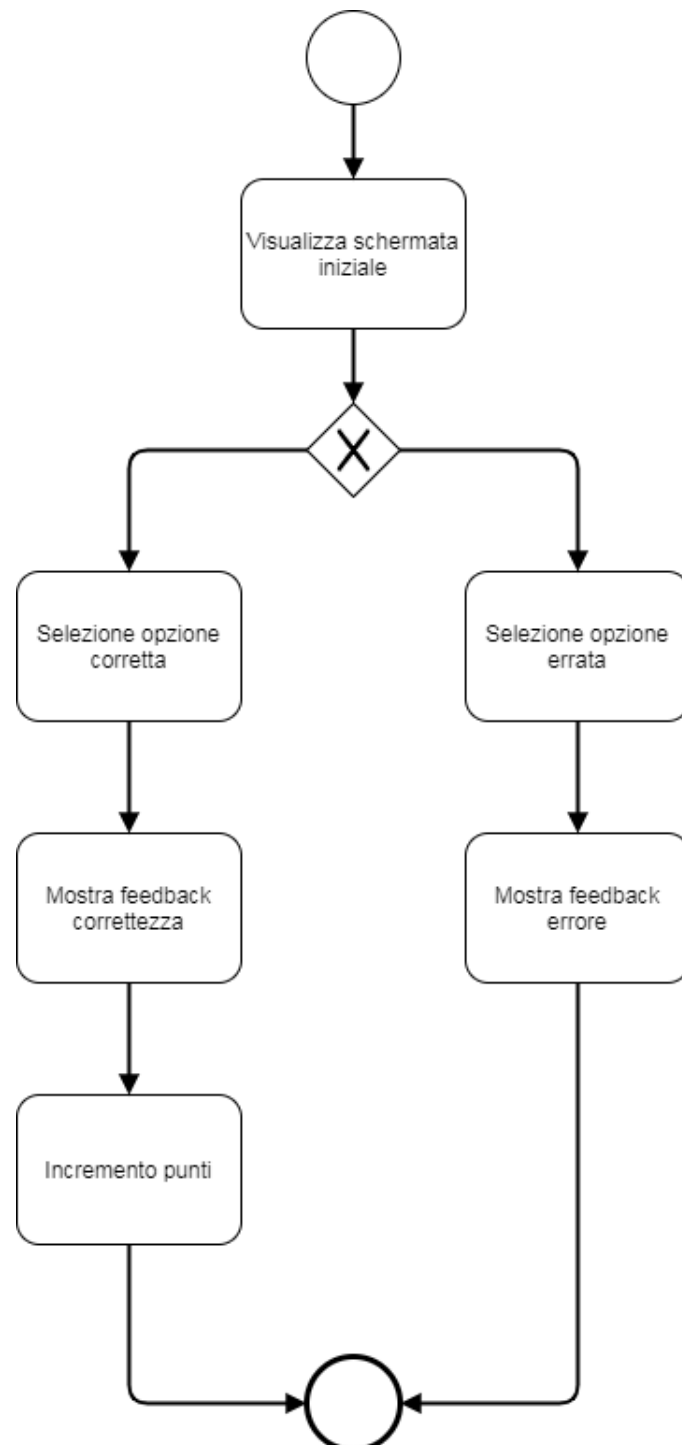 Visualizza schermata
iniziale
Selezione opzione
corretta
Selezione opzione
errata
Mostra feedback
correttezza
Mostra feedback
errore
Incremento punti